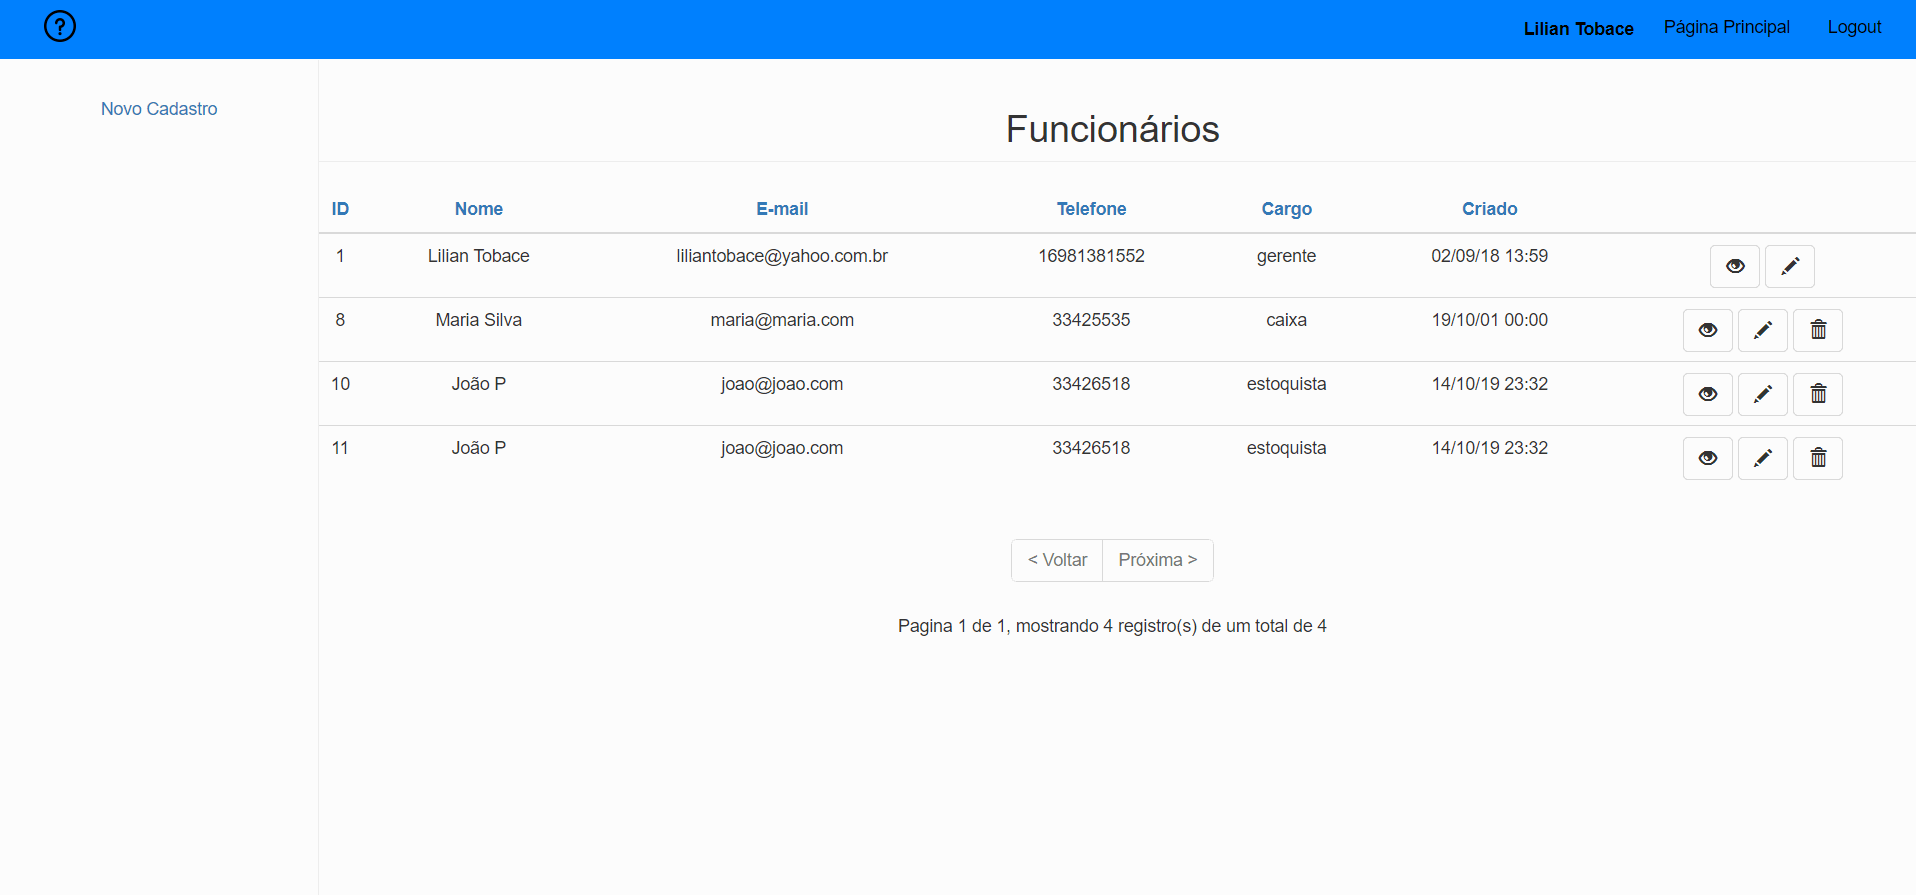 ? Lilian Tobace Página Principal Logout
Novo Cadastro
Funcionários
ID Nome E-mail Telefone Cargo Criado
1 Lilian Tobace liliantobace@yahoo.com.br 16981381552 gerente 02/09/18 13:59
8 Maria Silva maria@maria.com 33425535 caixa 19/10/01 00:00
10 João P joao@joao.com 33426518 estoquista 14/10/19 23:32
11 João P joao@joao.com 33426518 estoquista 14/10/19 23:32
< Voltar Próxima >
Pagina 1 de 1, mostrando 4 registro(s) de um total de 4